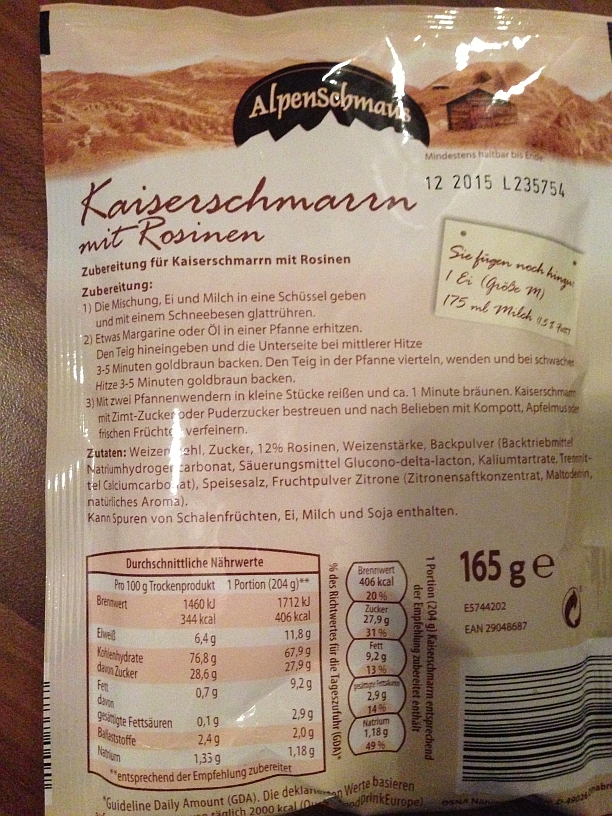 AlpenSchmaus
Mindestens haltbar bis Ende
12 2015 L235754
Kaiserschmarrn
mit Rosinen
Sie fügen noch hinzu:
1 Ei (Größe M)
175 ml Milch (1,5 % Fett)
Zubereitung für Kaiserschmarrn mit Rosinen
Zubereitung:
1) Die Mischung, Ei und Milch in eine Schüssel geben
und mit einem Schneebesen glattrühren.
2) Etwas Margarine oder Öl in einer Pfanne erhitzen.
Den Teig hineingeben und die Unterseite bei mittlerer Hitze
3-5 Minuten goldbraun backen. Den Teig in der Pfanne vierteln, wenden und bei schwacher
Hitze 3-5 Minuten goldbraun backen.
3) Mit zwei Pfannenwendern in kleine Stücke reißen und ca. 1 Minute bräunen. Kaiserschmarrn
mit Zimt-Zucker oder Puderzucker bestreuen und nach Belieben mit Kompott, Apfelmus oder
frischen Früchten verfeinern.
Zutaten: Weizenmehl, Zucker, 12% Rosinen, Weizenstärke, Backpulver (Backtriebmittel
Natriumhydrogencarbonat, Säuerungsmittel Glucono-delta-lacton, Kaliumtartrate, Trennmit-
tel Calciumcarbonat), Speisesalz, Fruchtpulver Zitrone (Zitronensaftkonzentrat, Maltodextrin,
natürliches Aroma).
Kann Spuren von Schalenfrüchten, Ei, Milch und Soja enthalten.
Durchschnittliche Nährwerte
Pro 100 g Trockenprodukt 1 Portion (204 g)**
Brennwert 1460 kJ 1712 kJ
344 kcal 406 kcal
Eiweiß 6,4 g 11,8 g
Kohlenhydrate 76,8 g 67,9 g
davon Zucker 28,6 g 27,9 g
Fett 0,7 g 9,2 g
davon
gesättigte Fettsäuren 0,1 g 2,9 g
Ballaststoffe 2,4 g 2,0 g
Natrium 1,33 g 1,18 g
**entsprechend der Empfehlung zubereitet
% des Richtwertes für die Tageszufuhr (GDA)*
Brennwert
406 kcal
20 %
Zucker
27,9 g
31 %
Fett
9,2 g
13 %
gesättigte Fettsäuren
2,9 g
14 %
Natrium
1,18 g
49 %
1 Portion (204 g) Kaiserschmarrn entsprechend
der Empfehlung zubereitet enthält
165 g e
E5744202
EAN 29048687
*Guideline Daily Amount (GDA). Die deklarierten Werte basieren
täglich 2000 kcal